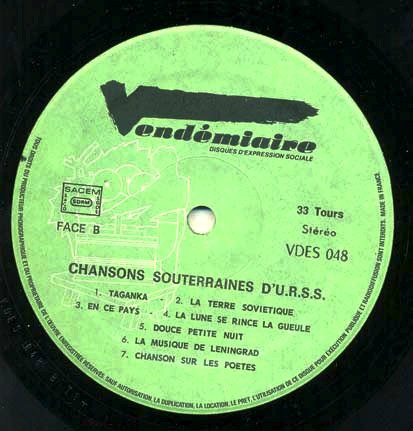 Vendémiaire
DISQUES D'EXPRESSION SOCIALE
SACEM
SDRM
FACE B
33 Tours
Stéréo
VDES 048
CHANSONS SOUTERRAINES D'U.R.S.S.
1. TAGANKA 2. LA TERRE SOVIETIQUE
3. EN CE PAYS 4. LA LUNE SE RINCE LA GUEULE
5. DOUCE PETITE NUIT
6. LA MUSIQUE DE LENINGRAD
7. CHANSON SUR LES POETES
TOUS DROITS DU PRODUCTEUR PHONOGRAPHIQUE ET DU PROPRIETAIRE DE L'OEUVRE ENREGISTREE RESERVES. SAUF AUTORISATION, LA DUPLICATION, LA LOCATION, LE PRET, L'UTILISATION DE CE DISQUE POUR EXECUTION PUBLIQUE ET RADIODIFFUSION SONT INTERDITS. MADE IN FRANCE.